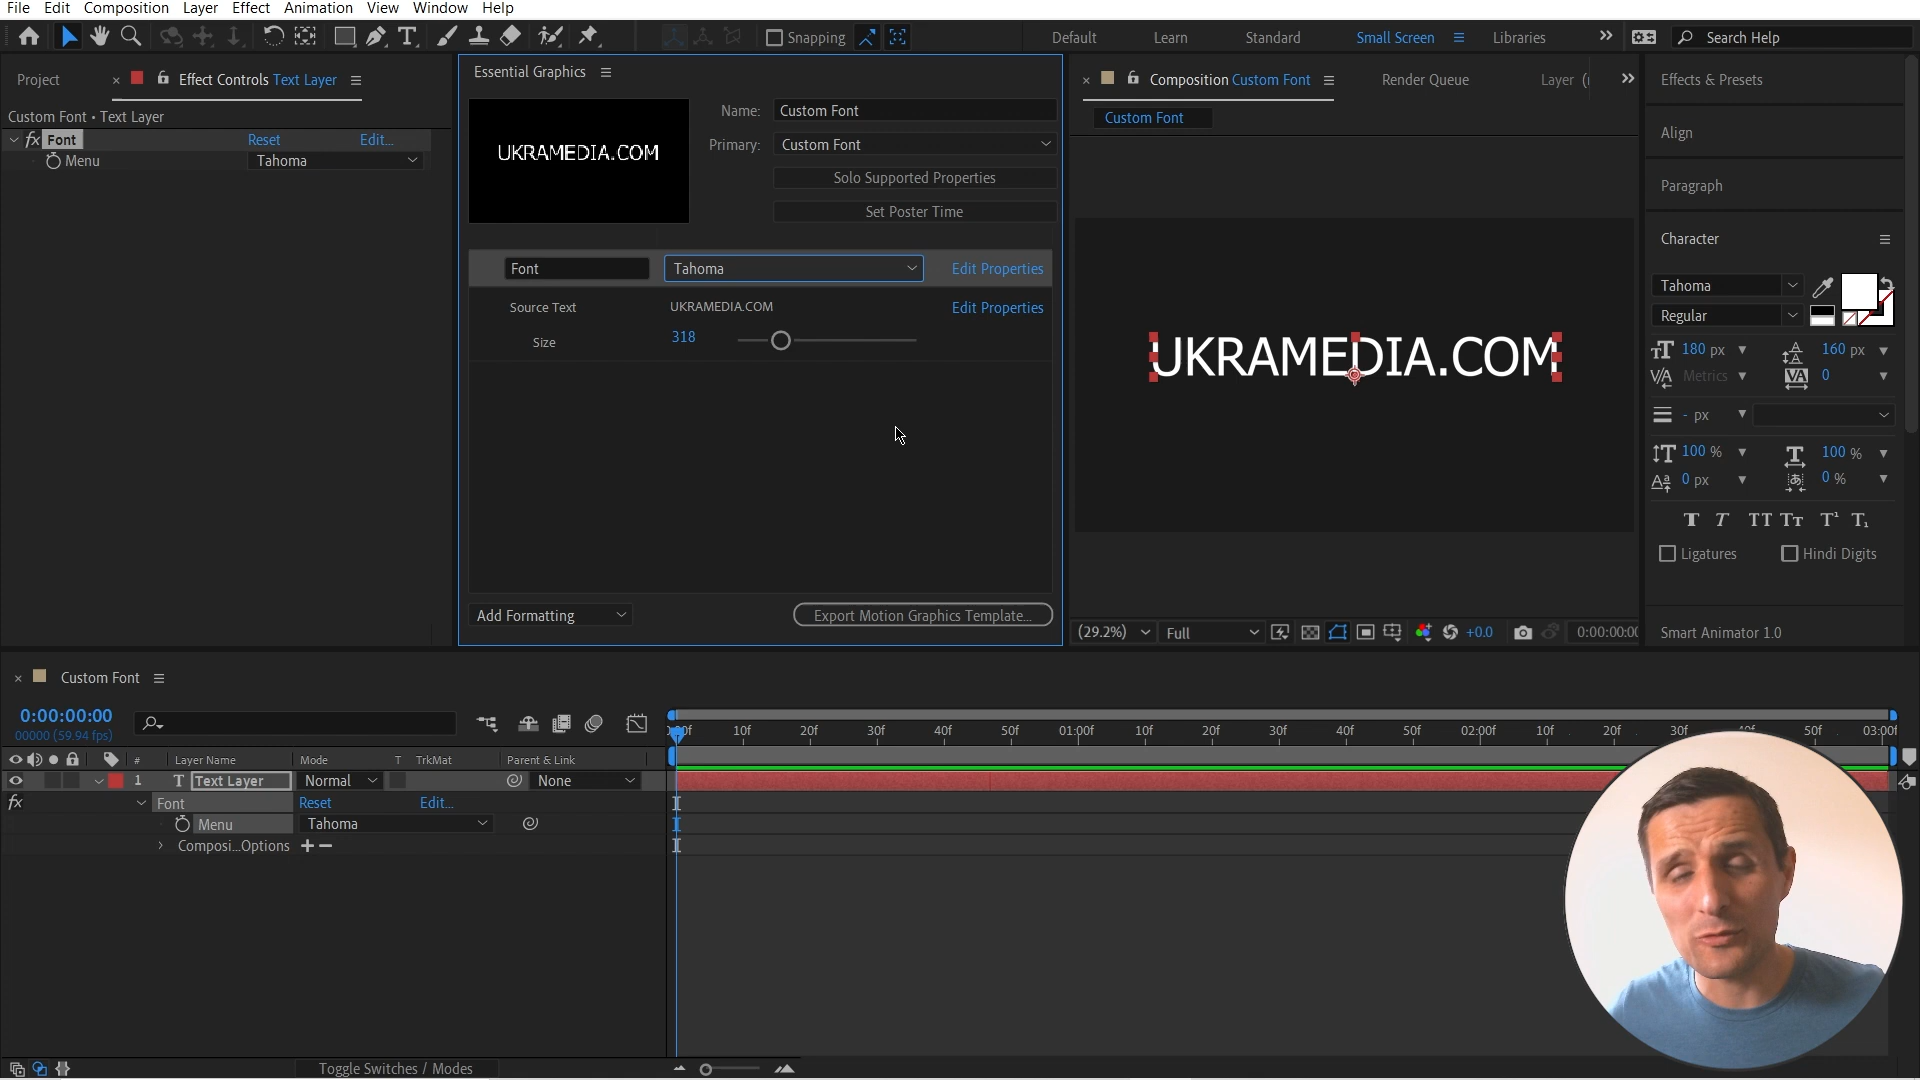 File Edit Composition Layer Effect Animation View Window Help
Snapping Default Learn Standard Small Screen Libraries Search Help
Project Effect Controls Text Layer
Custom Font • Text Layer
fx Font Reset Edit...
Menu Tahoma
Essential Graphics
UKRAMEDIA.COM
Name: Custom Font
Primary: Custom Font
Solo Supported Properties
Set Poster Time
Font Tahoma Edit Properties
Source Text UKRAMEDIA.COM Edit Properties
Size 318
Add Formatting Export Motion Graphics Template...
Composition Custom Font Render Queue Layer
Custom Font
UKRAMEDIA.COM
(29.2%) Full +0.0 0:00:00:00
Effects & Presets
Align
Paragraph
Character
Tahoma
Regular
180 px 160 px
Metrics 0
- px
100 % 100 %
0 px 0 %
Ligatures Hindi Digits
Smart Animator 1.0
Custom Font
0:00:00:00
00000 (59.94 fps)
10f 20f 30f 40f 50f 01:00f 10f 20f 30f 40f 50f 02:00f 10f 20f 30f 50f 03:00f
# Layer Name Mode T TrkMat Parent & Link
1 T Text Layer Normal None
fx Font Reset Edit...
Menu Tahoma
Composi...Options
Toggle Switches / Modes